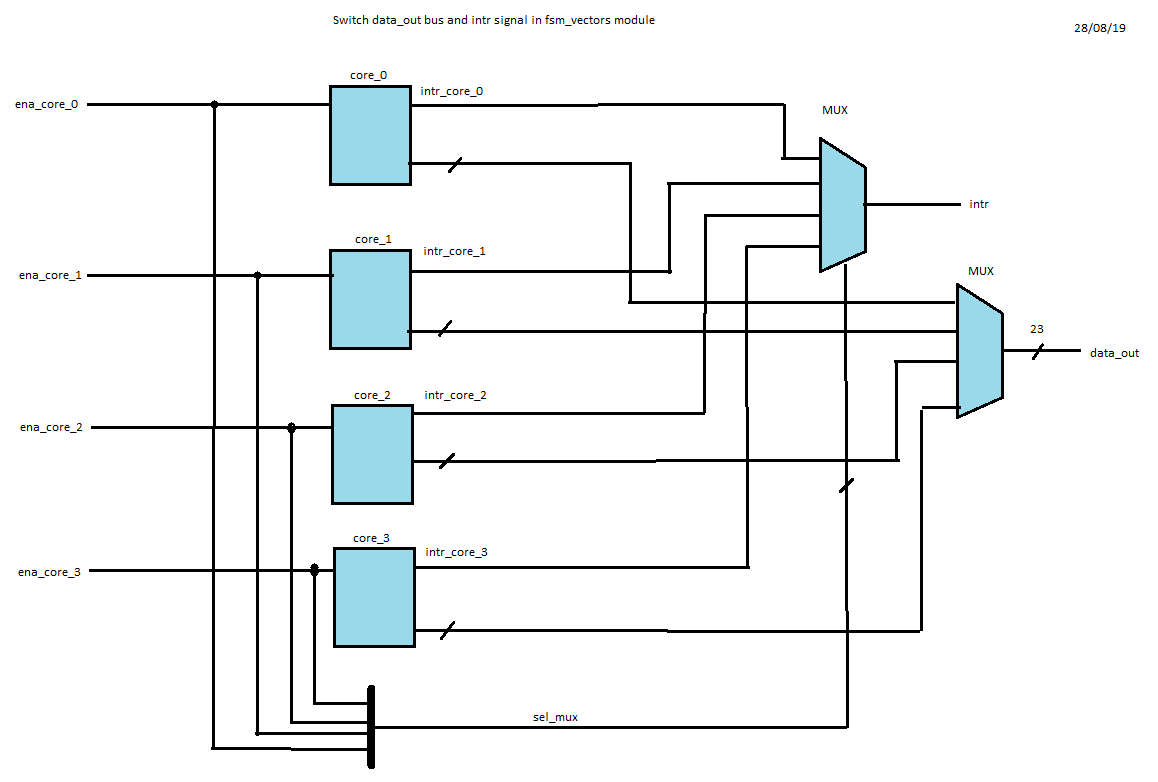 Switch data_out bus and intr signal in fsm_vectors module
28/08/19
core_0
intr_core_0
ena_core_0
MUX
intr
core_1
intr_core_1
ena_core_1
MUX
23
data_out
core_2
intr_core_2
ena_core_2
core_3
intr_core_3
ena_core_3
sel_mux